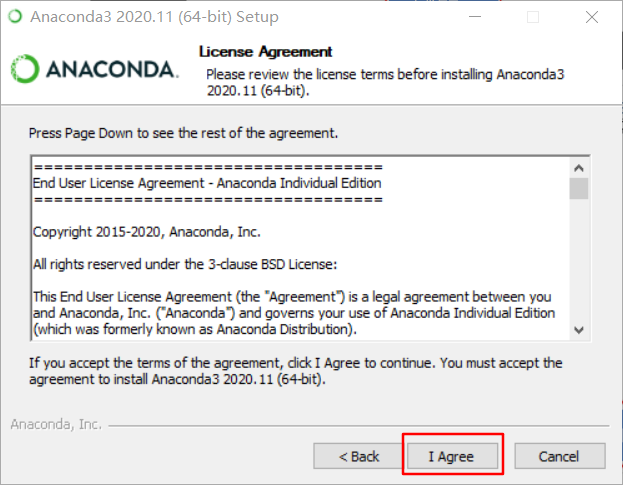 Anaconda3 2020.11 (64-bit) Setup
ANACONDA.
License Agreement
Please review the license terms before installing Anaconda3
2020.11 (64-bit).
Press Page Down to see the rest of the agreement.
===================================
End User License Agreement - Anaconda Individual Edition
===================================
Copyright 2015-2020, Anaconda, Inc.
All rights reserved under the 3-clause BSD License:
This End User License Agreement (the "Agreement") is a legal agreement between you
and Anaconda, Inc. ("Anaconda") and governs your use of Anaconda Individual Edition
(which was formerly known as Anaconda Distribution).
If you accept the terms of the agreement, click I Agree to continue. You must accept the
agreement to install Anaconda3 2020.11 (64-bit).
Anaconda, Inc.
< Back
I Agree
Cancel